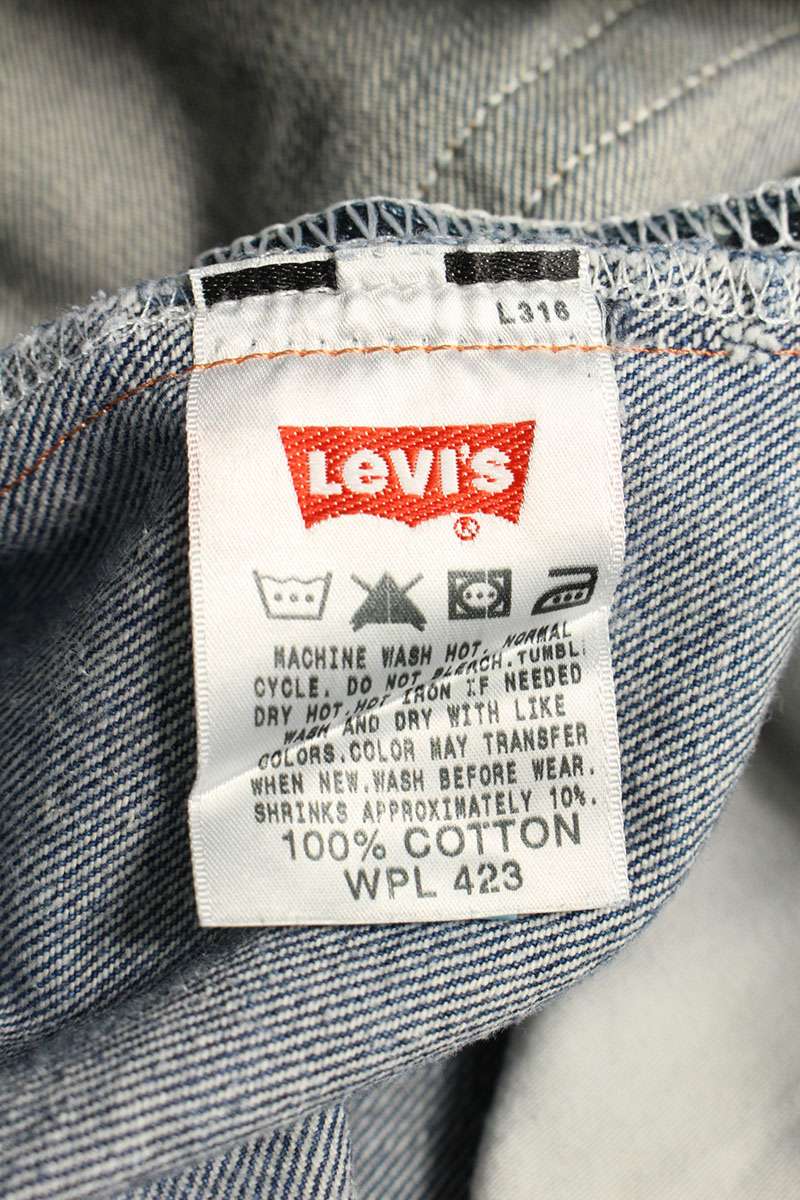 L316
Levi's
®
MACHINE WASH HOT, NORMAL
CYCLE. DO NOT BLEACH.TUMBL
DRY HOT.HOT IRON IF NEEDED
WASH AND DRY WITH LIKE
COLORS.COLOR MAY TRANSFER
WHEN NEW.WASH BEFORE WEAR.
SHRINKS APPROXIMATELY 10%.
100% COTTON
WPL 423